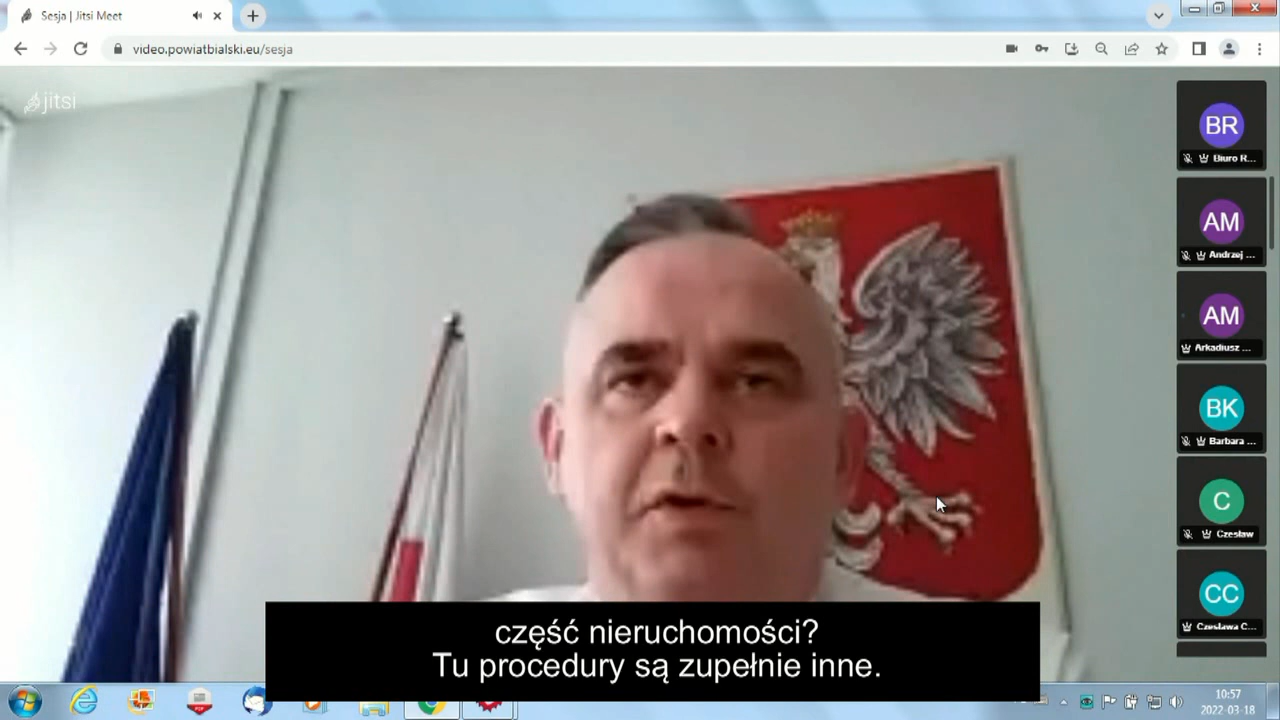 Sesja | Jitsi Meet
video.powiatbialski.eu/sesja
jitsi
BR
Biuro R...
AM
Andrzej ...
AM
Arkadiusz ...
BK
Barbara ...
C
Czesław
CC
Czesława C...
część nieruchomości?
Tu procedury są zupełnie inne.
10:57
2022-03-18